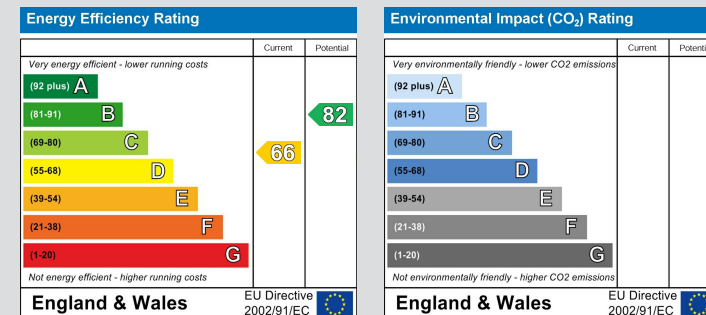 Energy Efficiency Rating
Current Potential
Very energy efficient - lower running costs
(92 plus) A
(81-91) B
82
(69-80) C
66
(55-68) D
(39-54) E
(21-38) F
(1-20) G
Not energy efficient - higher running costs
England & Wales
EU Directive
2002/91/EC
Environmental Impact (CO₂) Rating
Current Potenti
Very environmentally friendly - lower CO2 emissions
(92 plus) A
(81-91) B
(69-80) C
(55-68) D
(39-54) E
(21-38) F
(1-20) G
Not environmentally friendly - higher CO2 emissions
England & Wales
EU Directive
2002/91/EC